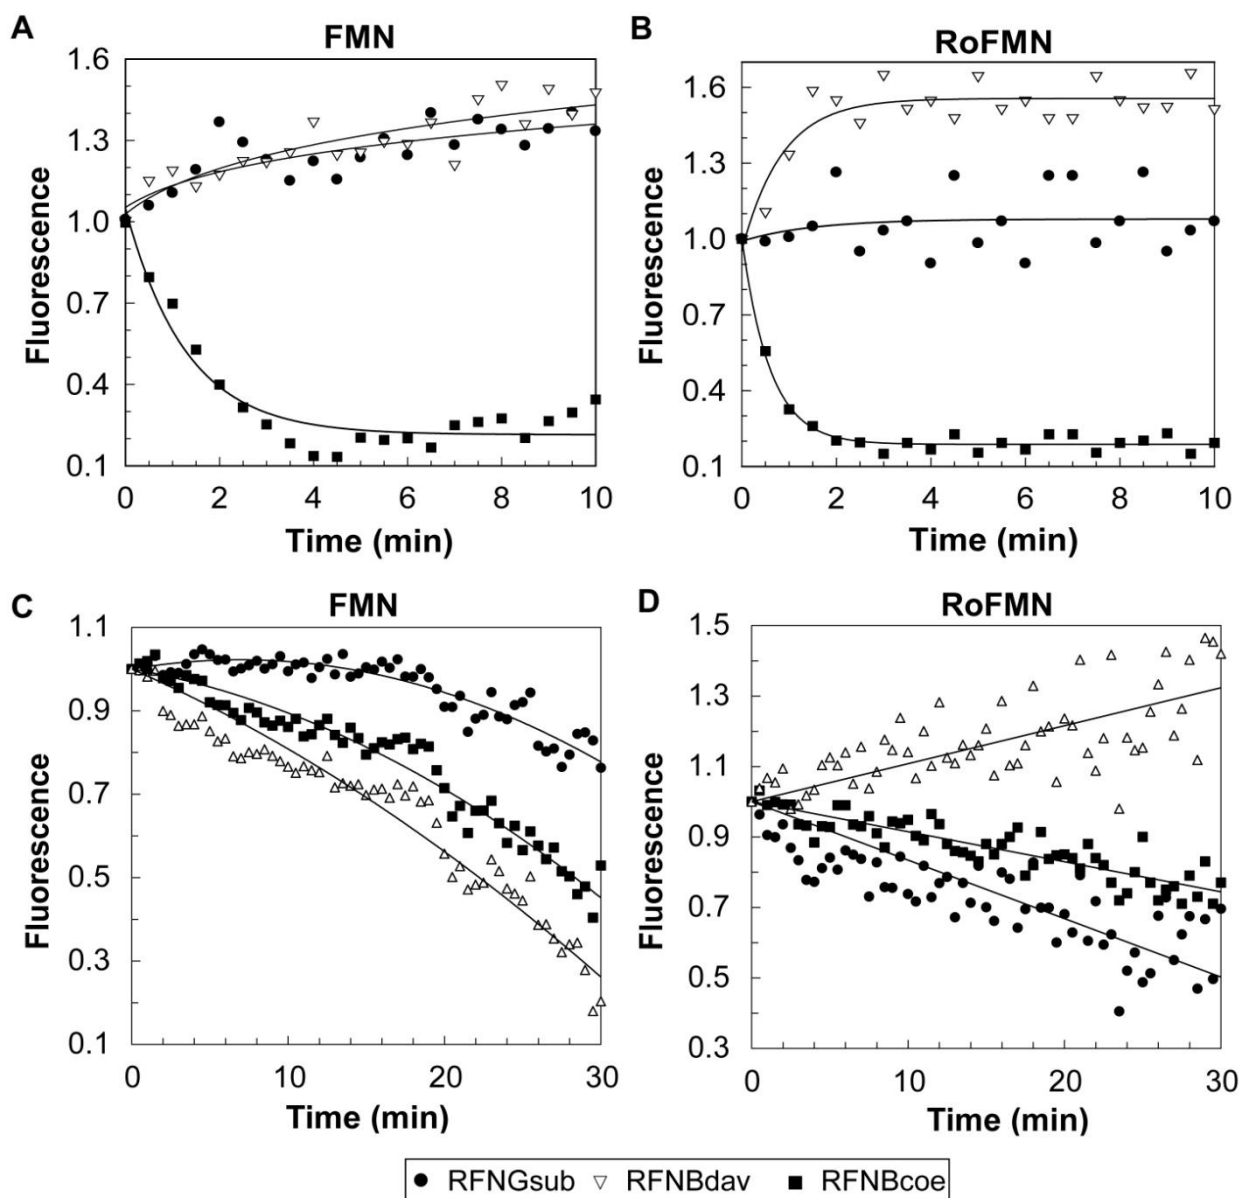 A
FMN
Fluorescence
1.6
1.3
1.0
0.7
0.4
0.1
0 2 4 6 8 10
Time (min)
B
RoFMN
Fluorescence
1.6
1.3
1.0
0.7
0.4
0.1
0 2 4 6 8 10
Time (min)
C
FMN
Fluorescence
1.1
0.9
0.7
0.5
0.3
0.1
0 10 20 30
Time (min)
D
RoFMN
Fluorescence
1.5
1.3
1.1
0.9
0.7
0.5
0.3
0 10 20 30
Time (min)
RFNGsub RFNBdav RFNBcoe